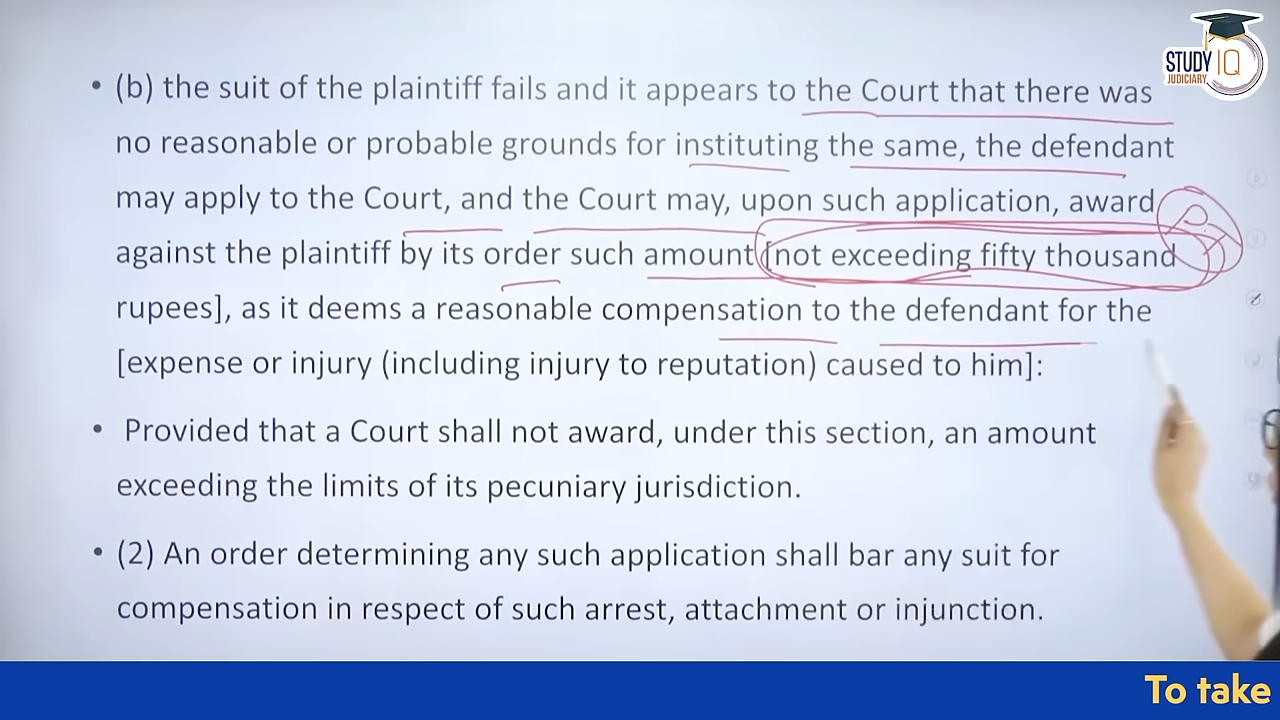 STUDY IQ
JUDICIARY
• (b) the suit of the plaintiff fails and it appears to the Court that there was
no reasonable or probable grounds for instituting the same, the defendant
may apply to the Court, and the Court may, upon such application, award
against the plaintiff by its order such amount [not exceeding fifty thousand
rupees], as it deems a reasonable compensation to the defendant for the
[expense or injury (including injury to reputation) caused to him]:
• Provided that a Court shall not award, under this section, an amount
exceeding the limits of its pecuniary jurisdiction.
• (2) An order determining any such application shall bar any suit for
compensation in respect of such arrest, attachment or injunction.
To take